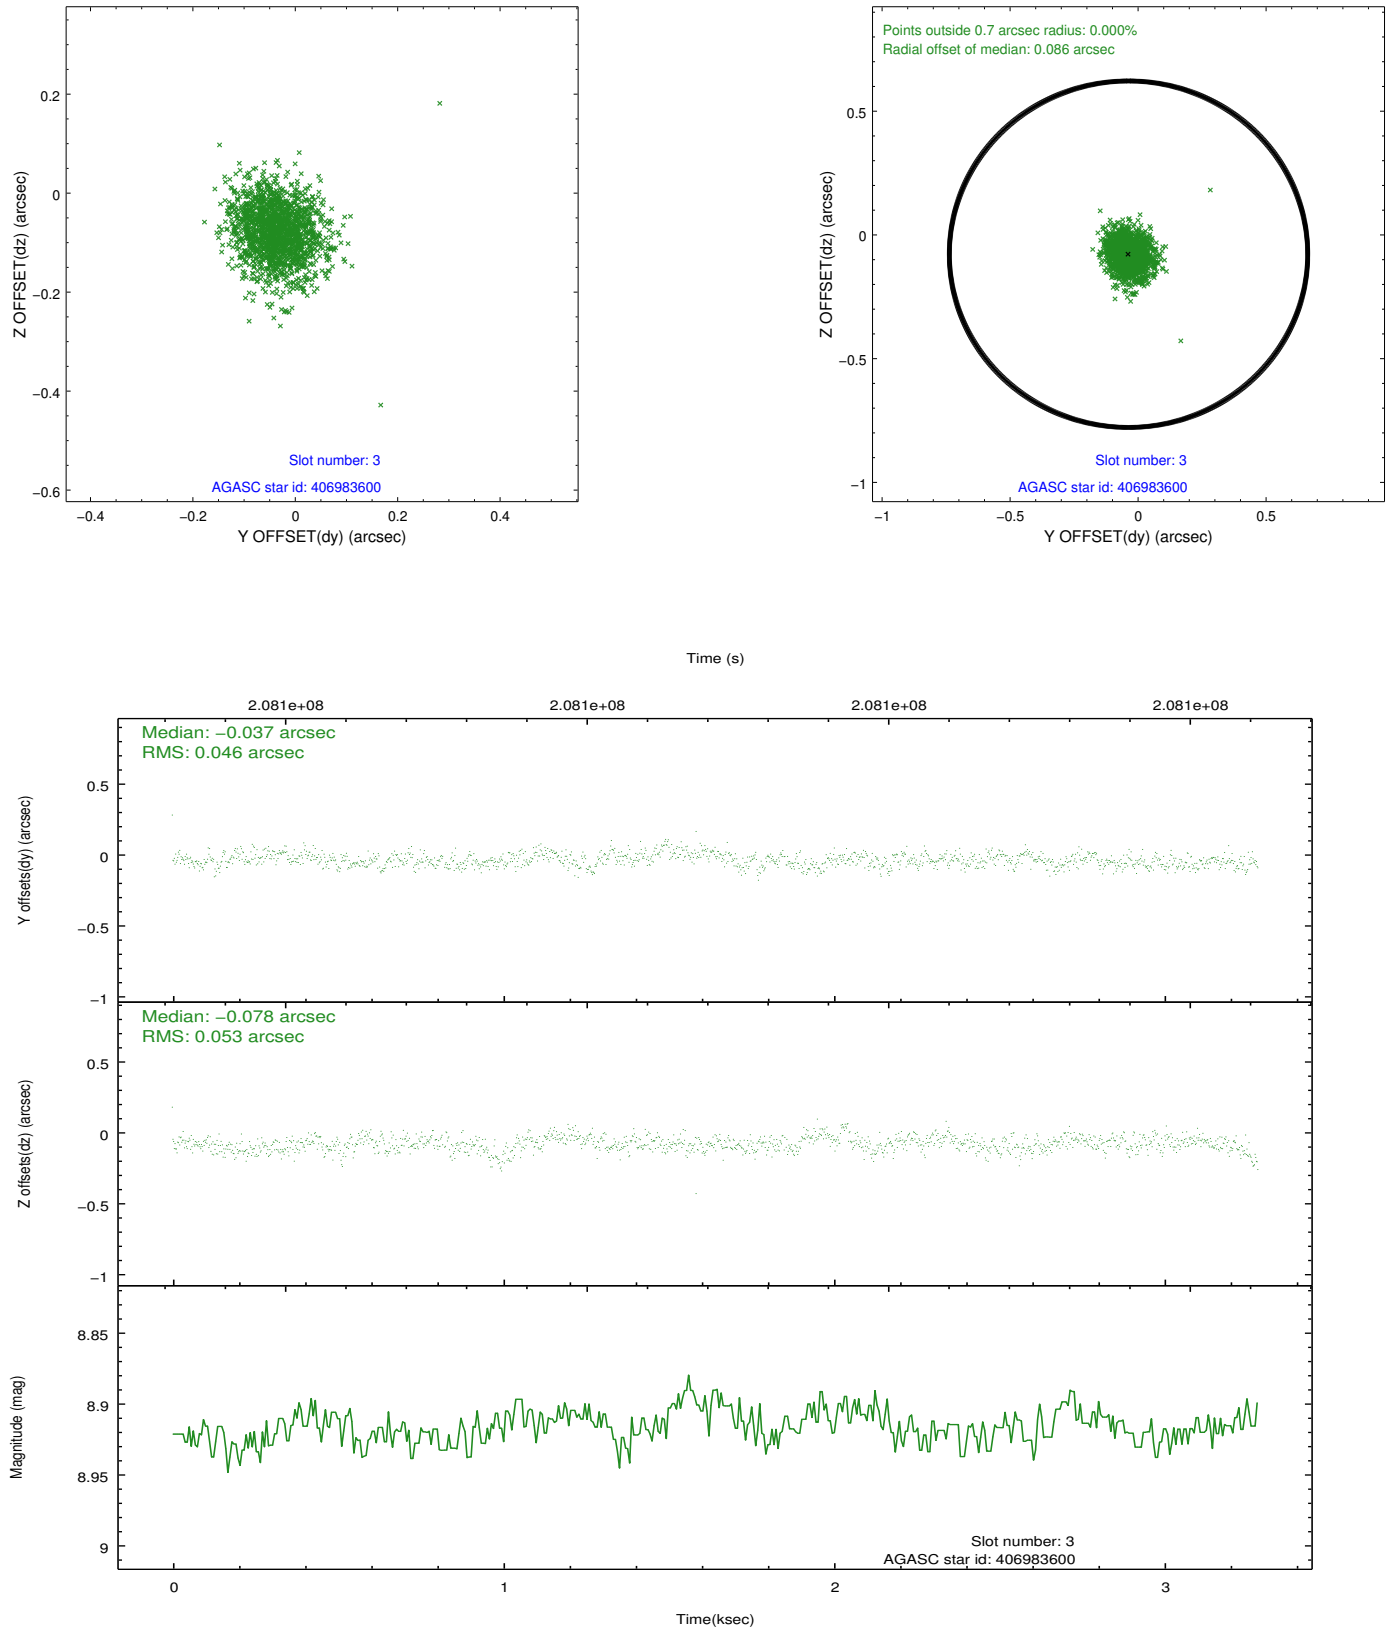 0.2
0
−0.2
−0.4
−0.6
Z OFFSET(dz) (arcsec)
Slot number: 3
AGASC star id: 406983600
−0.4
−0.2
0
0.2
0.4
Y OFFSET(dy) (arcsec)
Points outside 0.7 arcsec radius: 0.000%
Radial offset of median: 0.086 arcsec
0.5
0
−0.5
−1
Z OFFSET(dz) (arcsec)
Slot number: 3
AGASC star id: 406983600
−1
−0.5
0
0.5
Y OFFSET(dy) (arcsec)
Time (s)
2.081e+08
2.081e+08
2.081e+08
2.081e+08
Median: −0.037 arcsec
RMS: 0.046 arcsec
0.5
0
−0.5
−1
Y offsets(dy) (arcsec)
Median: −0.078 arcsec
RMS: 0.053 arcsec
0.5
0
−0.5
−1
Z offsets(dz) (arcsec)
8.85
8.9
8.95
9
Magnitude (mag)
Slot number: 3
AGASC star id: 406983600
0
1
2
3
Time(ksec)